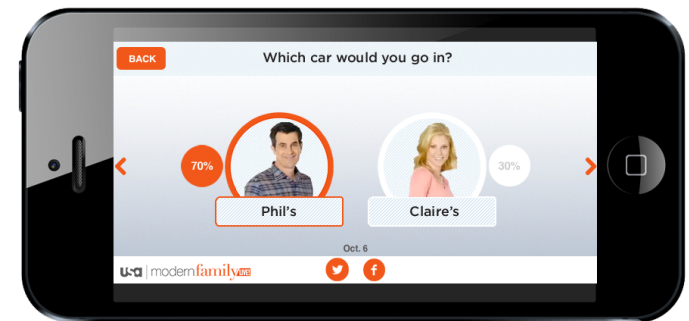 BACK
Which car would you go in?
70%
30%
Phil's
Claire's
Oct. 6
usa | modern family LIVE